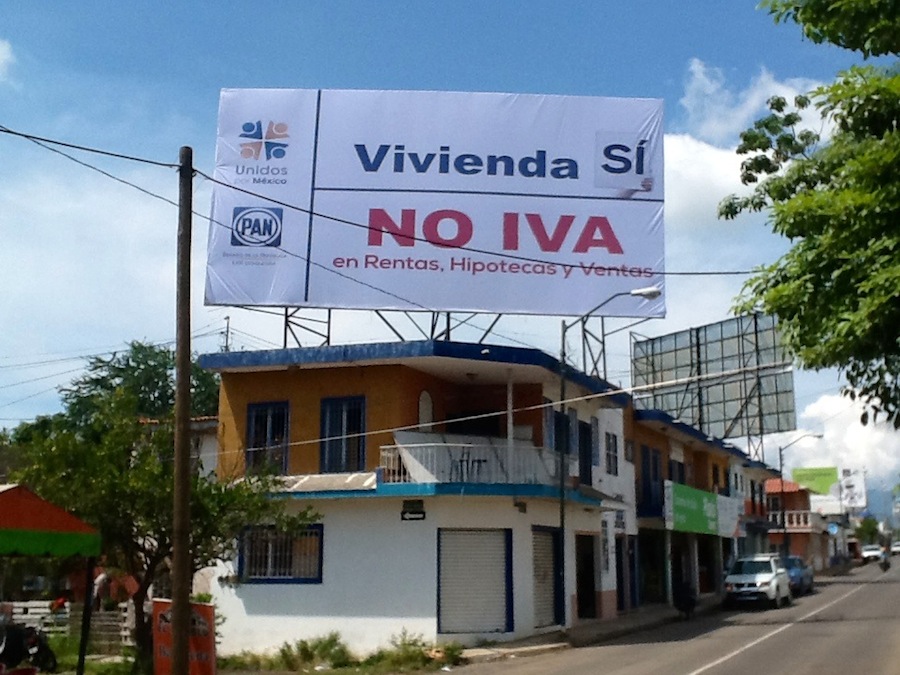 Unidos
por México
PAN
Vivienda SÍ
NO IVA
en Rentas, Hipotecas y Ventas